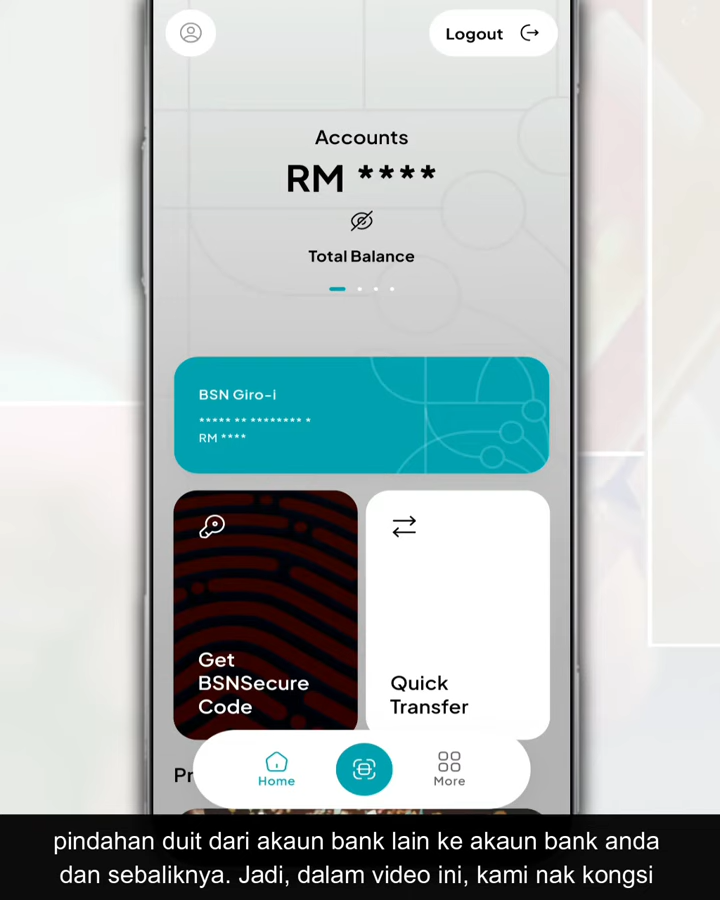 Logout
Accounts
RM ****
Total Balance
BSN Giro-i
***** ** ******** *
RM ****
Get
BSNSecure
Code
Quick
Transfer
Pr
Home
More
pindahan duit dari akaun bank lain ke akaun bank anda
dan sebaliknya. Jadi, dalam video ini, kami nak kongsi